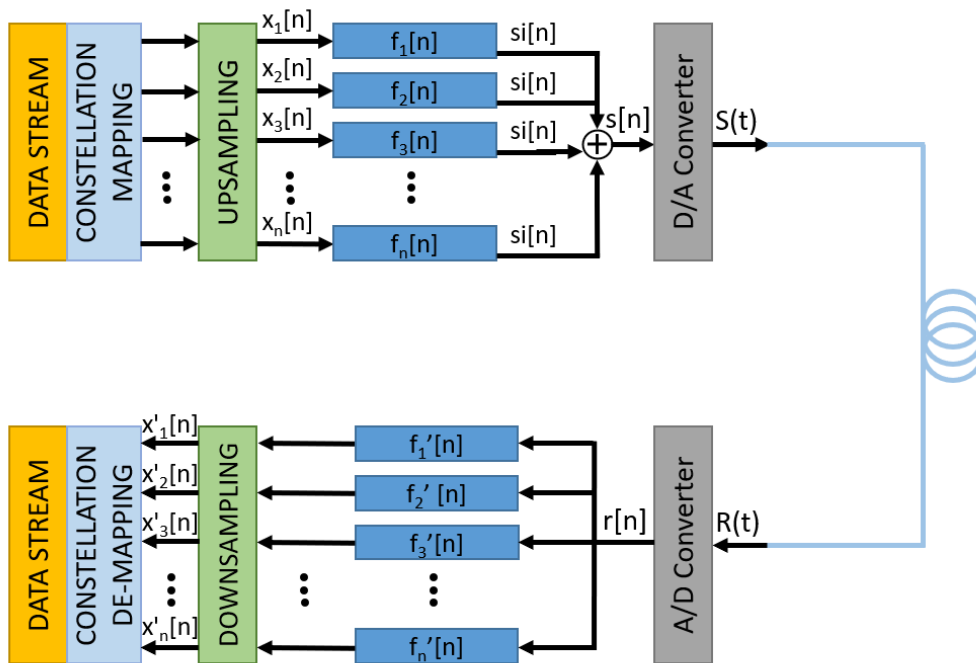 DATA STREAM
CONSTELLATION
MAPPING
UPSAMPLING
x₁[n]
f₁[n]
si[n]
x₂[n]
f₂[n]
si[n]
x₃[n]
f₃[n]
si[n]
xₙ[n]
fₙ[n]
si[n]
s[n]
D/A Converter
S(t)
DATA STREAM
CONSTELLATION
DE-MAPPING
x'₁[n]
x'₂[n]
x'₃[n]
x'ₙ[n]
DOWNSAMPLING
f₁'[n]
f₂' [n]
f₃'[n]
fₙ'[n]
r[n]
A/D Converter
R(t)